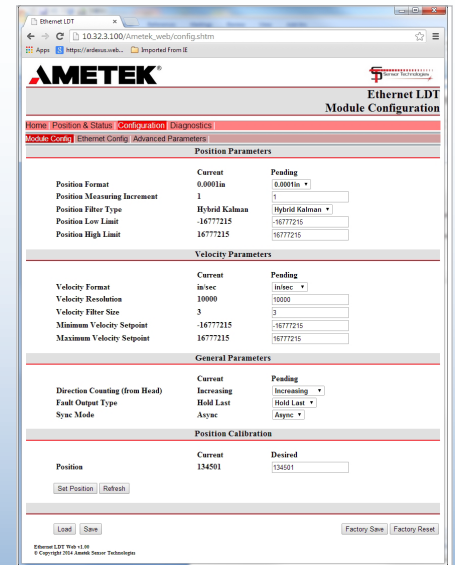 Ethernet LDT
10.32.3.100/Ametek_web/config.shtm
Apps https://ardexus.web... Imported From IE
AMETEK®
Sensor Technologies
Ethernet LDT
Module Configuration
Home Position & Status Configuration Diagnostics
Module Config Ethernet Config Advanced Parameters
Position Parameters
Current Pending
Position Format 0.0001in 0.0001in
Position Measuring Increment 1 1
Position Filter Type Hybrid Kalman Hybrid Kalman
Position Low Limit -16777215 -16777215
Position High Limit 16777215 16777215
Velocity Parameters
Current Pending
Velocity Format in/sec in/sec
Velocity Resolution 10000 10000
Velocity Filter Size 3 3
Minimum Velocity Setpoint -16777215 -16777215
Maximum Velocity Setpoint 16777215 16777215
General Parameters
Current Pending
Direction Counting (from Head) Increasing Increasing
Fault Output Type Hold Last Hold Last
Sync Mode Async Async
Position Calibration
Current Desired
Position 134501 134501
Set Position Refresh
Load Save Factory Save Factory Reset
Ethernet LDT Web v1.00
© Copyright 2014 Ametek Sensor Technologies